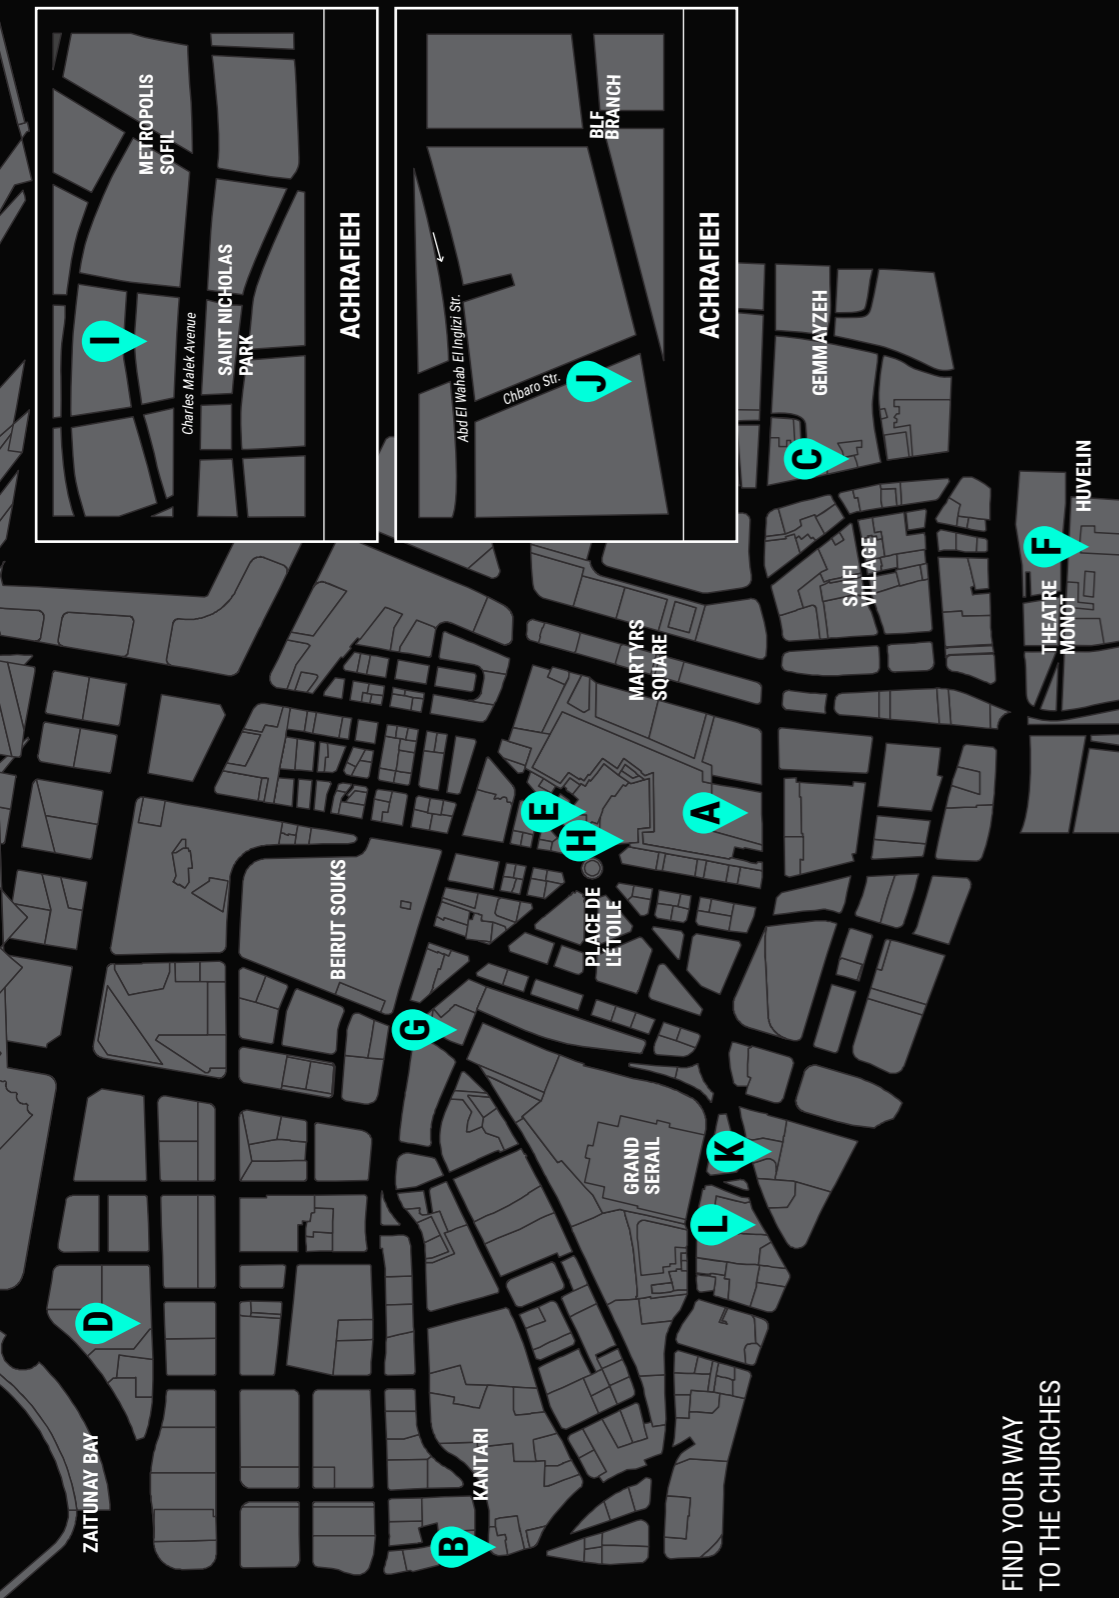 FIND YOUR WAY
TO THE CHURCHES
ZAITUNAY BAY
D
B
KANTARI
G
BEIRUT SOUKS
GRAND
SERAIL
L
K
PLACE DE
L'ÉTOILE
H
E
A
MARTYRS
SQUARE
SAIFI
VILLAGE
THEATRE
MONOT
F
HUVELIN
C
GEMMAYZEH
I
Charles Malek Avenue
SAINT NICHOLAS
PARK
METROPOLIS
SOFIL
ACHRAFIEH
Abd El Wahab El Inglizi Str.
Chbaro Str.
J
BLF
BRANCH
ACHRAFIEH